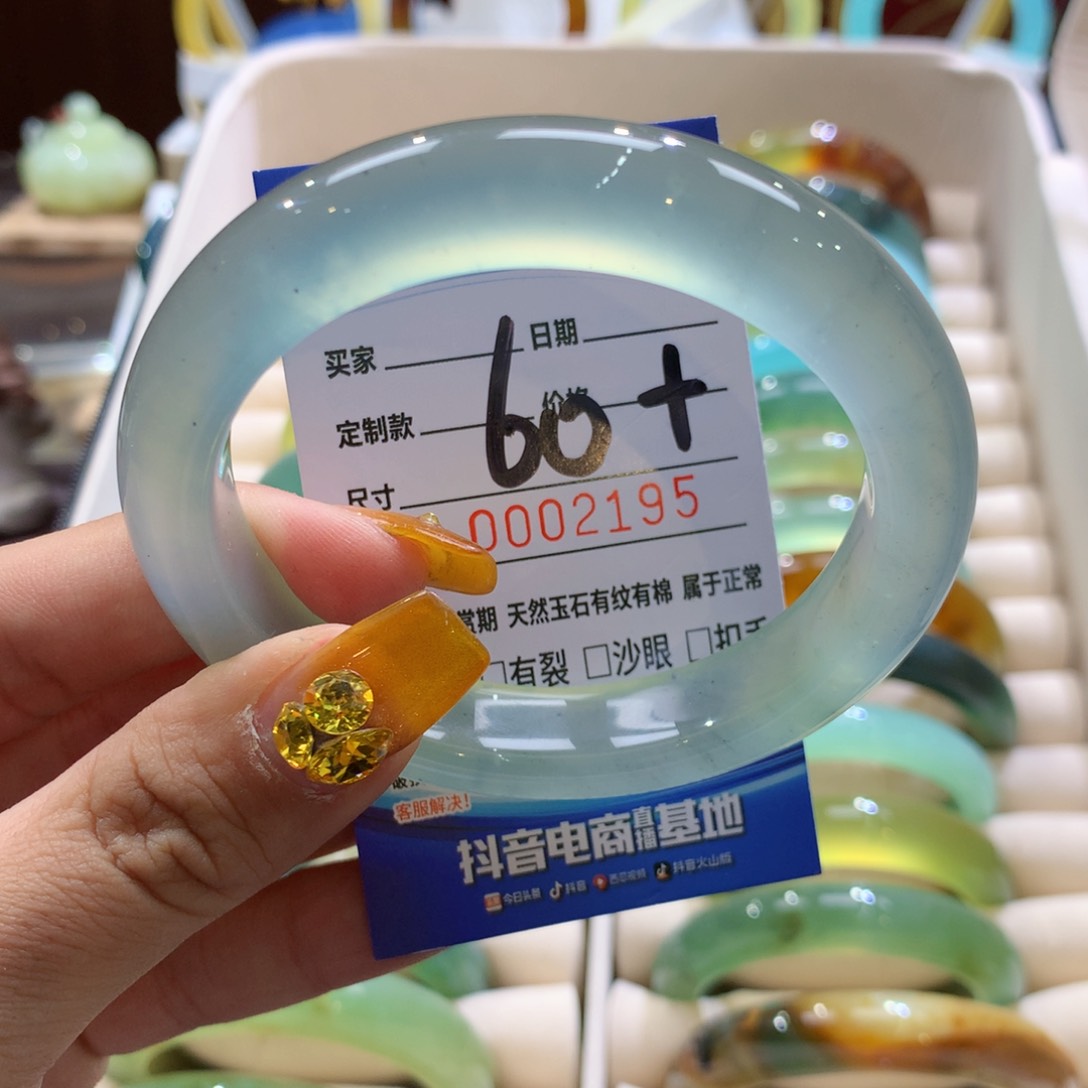 买家 日期
定制款 价格
60+
尺寸
0002195
赏期 天然玉石有纹有棉 属于正常
□有裂 □沙眼 □扣手
客服解决!
抖音电商直播基地
今日头条 抖音 西瓜视频 抖音火山版